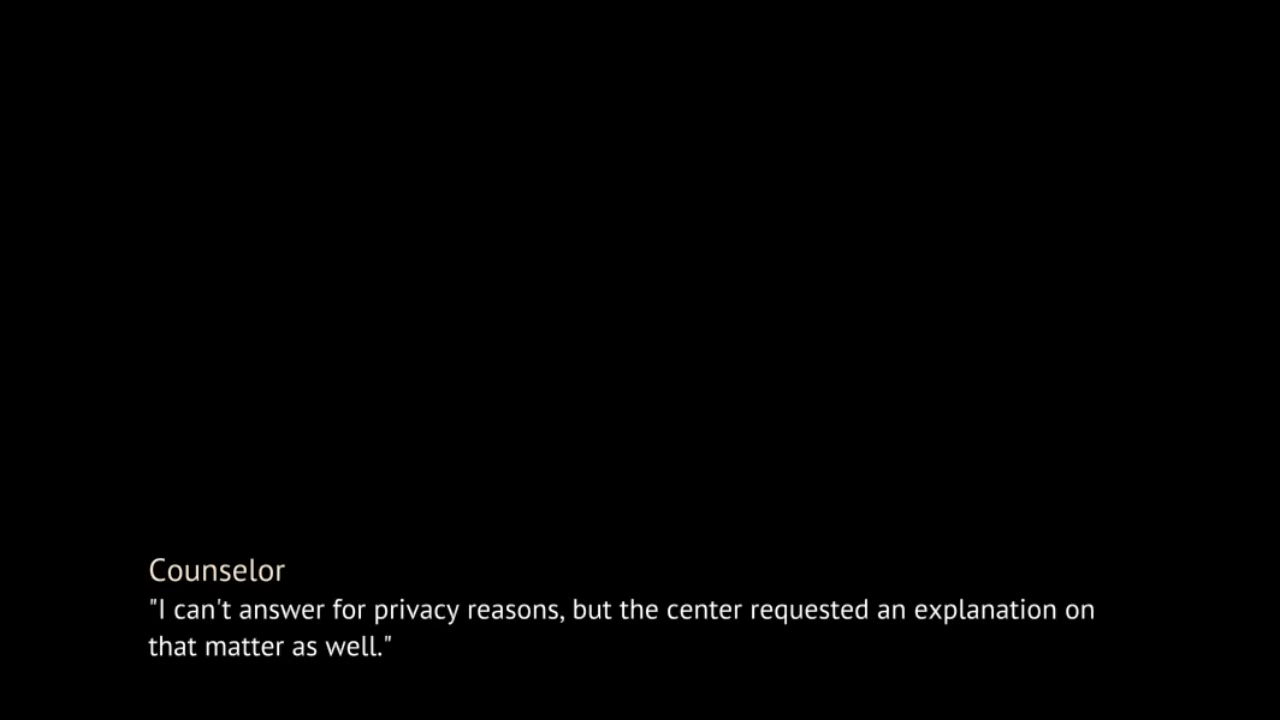 Counselor
"I can't answer for privacy reasons, but the center requested an explanation on
that matter as well."